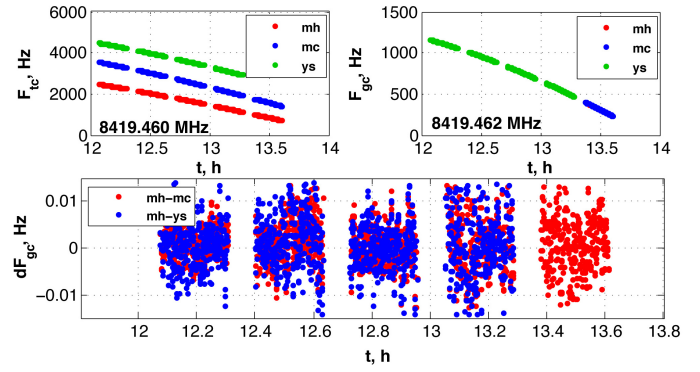 6000
4000
2000
0
F_tc, Hz
mh
mc
ys
8419.460 MHz
12 12.5 13 13.5 14
t, h
1500
1000
500
0
F_gc, Hz
mh
mc
ys
8419.462 MHz
12 12.5 13 13.5 14
t, h
0.01
0
−0.01
dF_gc, Hz
mh−mc
mh−ys
12 12.2 12.4 12.6 12.8 13 13.2 13.4 13.6 13.8
t, h